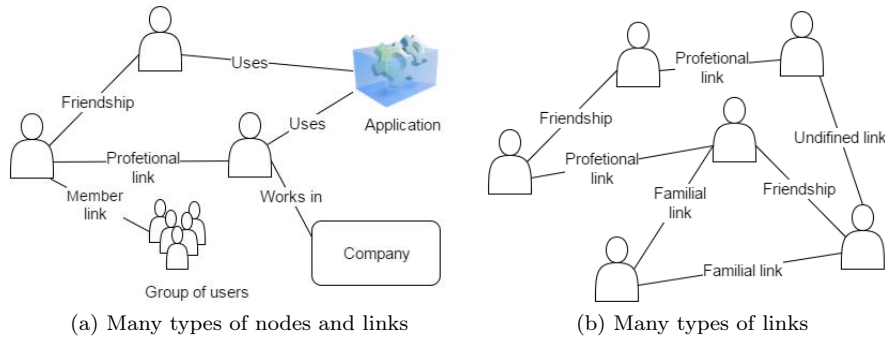 Uses
Friendship
Uses
Application
Profetional
link
Member
link
Works in
Company
Group of users
(a) Many types of nodes and links
Profetional
link
Friendship
Undifined link
Profetional
link
Familial
link
Friendship
Familial link
(b) Many types of links